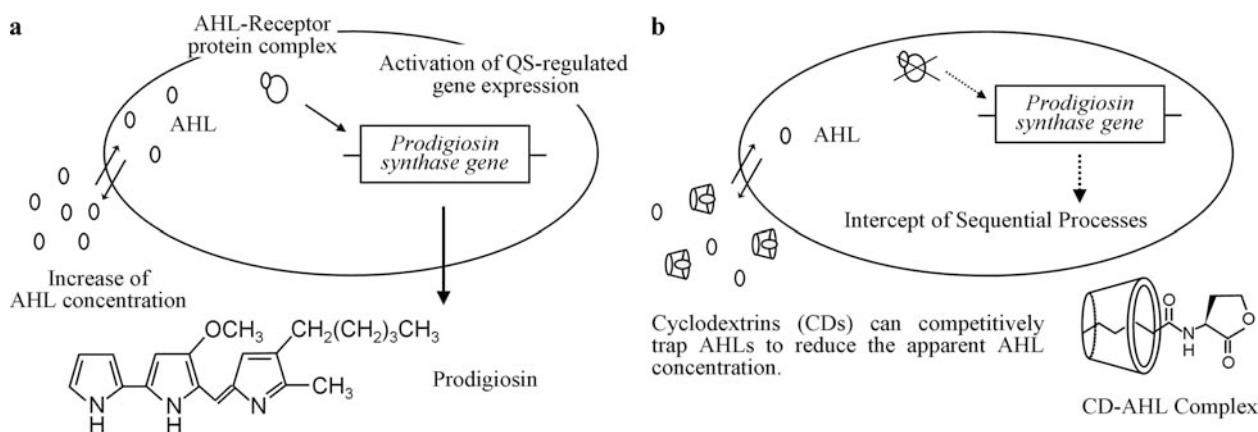 a
AHL-Receptor
protein complex
Activation of QS-regulated
gene expression
AHL
Prodigiosin
synthase gene
Increase of
AHL concentration
OCH3
CH2(CH2)3CH3
CH3
N
H
N
H
N
Prodigiosin
b
Prodigiosin
synthase gene
AHL
Intercept of Sequential Processes
Cyclodextrins (CDs) can competitively
trap AHLs to reduce the apparent AHL
concentration.
O
N
H
O
O
CD-AHL Complex